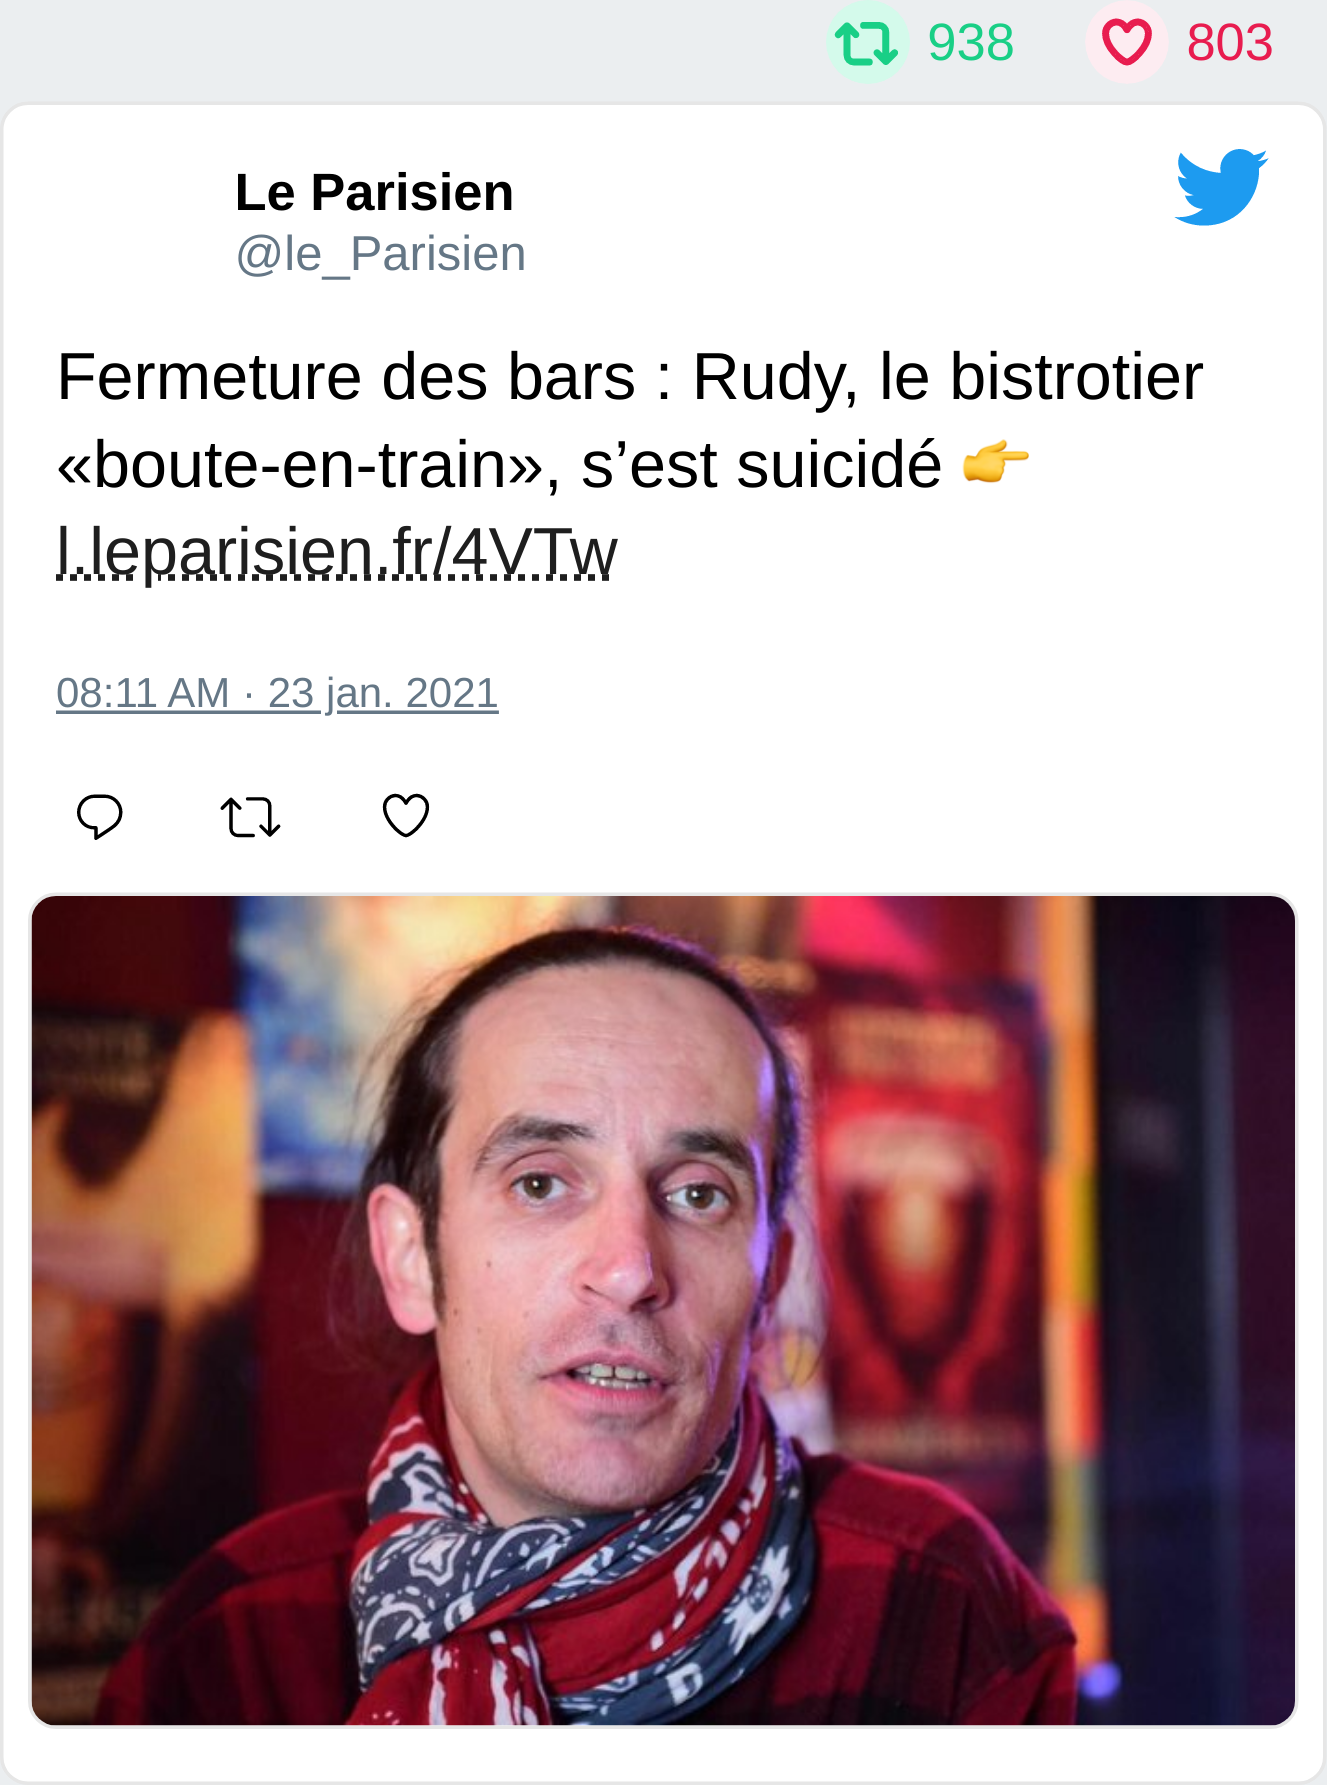 938 803
Le Parisien
@le_Parisien
Fermeture des bars : Rudy, le bistrotier
«boute-en-train», s’est suicidé 👉
l.leparisien.fr/4VTw
08:11 AM · 23 jan. 2021